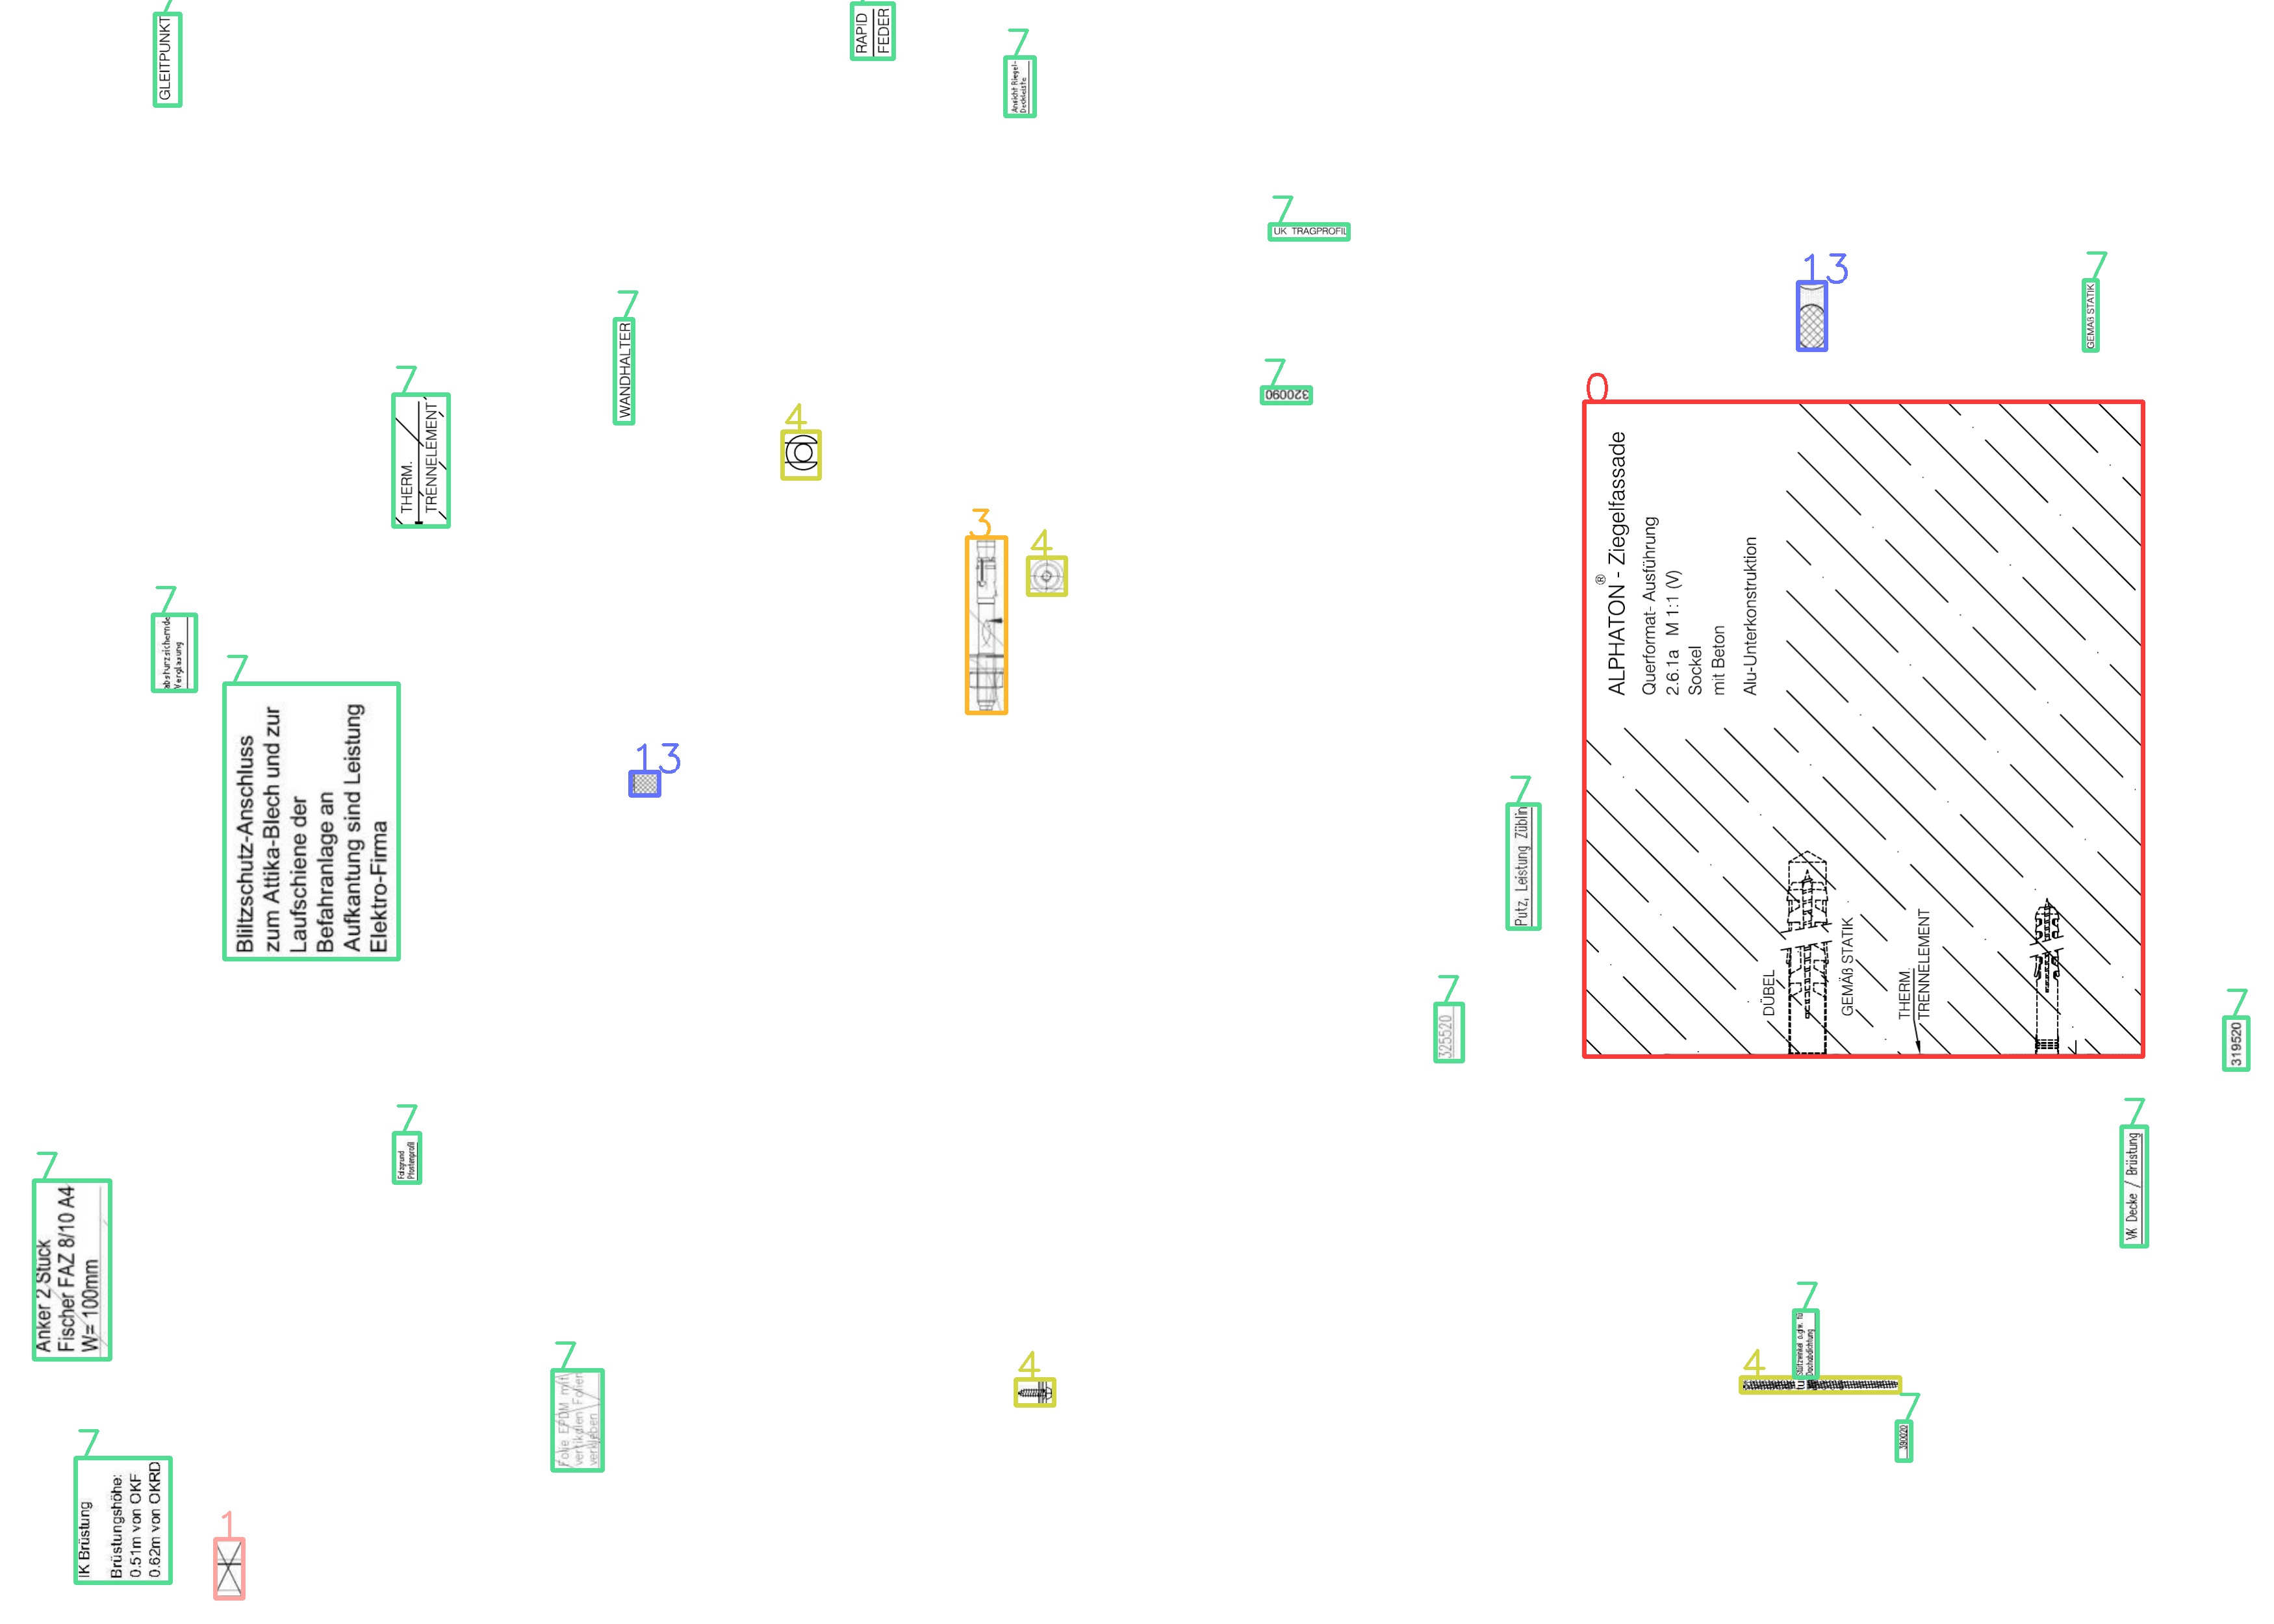 7
GLEITPUNKT
RAPID
FEDER
7
Ansicht Riegel-
Deckleiste
7
UK TRAGPROFIL
13
7
GEMÄß STATIK
7
WANDHALTER
7
320090
7
THERM.
TRENNELEMENT
4
3
4
7
absturzsichernde
Verglasung
7
Bliltzschutz-Anschluss
zum Attika-Blech und zur
Laufschiene der
Befahranlage an
Aufkantung sind Leistung
Elektro-Firma
13
0
ALPHATON® - Ziegelfassade
Querformat- Ausführung
2.6.1a M 1:1 (V)
Sockel
mit Beton
Alu-Unterkonstruktion
DÜBEL
GEMÄß STATIK
THERM.
TRENNELEMENT
7
Putz, Leistung Züblin
7
325520
7
319520
7
Falzgrund
Pfostenprofil
7
VK Decke / Brüstung
7
Anker 2 Stuck
Fischer FAZ 8/10 A4
W= 100mm
7
Folie EPDM mit
vertikalen Folien
verkleben
4
7
Dachabdichtung
4
7
390020
7
IK Brüstung
Brüstungshöhe:
0.51m von OKF
0.62m von OKRD
1